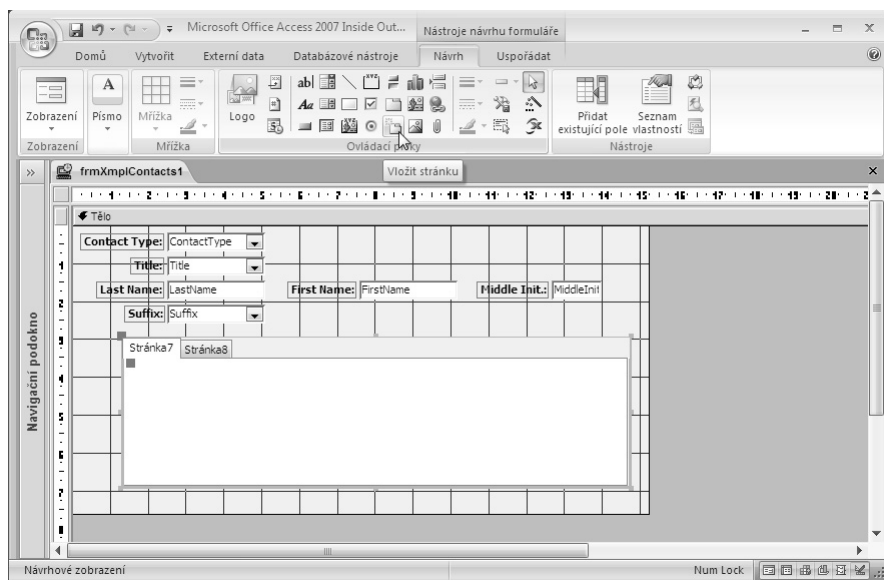 Microsoft Office Access 2007 Inside Out...
Nástroje návrhu formuláře
Domů Vytvořit Externí data Databázové nástroje Návrh Uspořádat
Zobrazení Písmo Mřížka Logo Přidat existující pole Seznam vlastností
Zobrazení Mřížka Ovládací prvky Nástroje
Vložit stránku
frmXmplContacts1
Tělo
Contact Type: ContactType
Title: Title
Last Name: LastName First Name: FirstName Middle Init.: MiddleInit
Suffix: Suffix
Stránka7 Stránka8
Navigační podokno
Návrhové zobrazení Num Lock